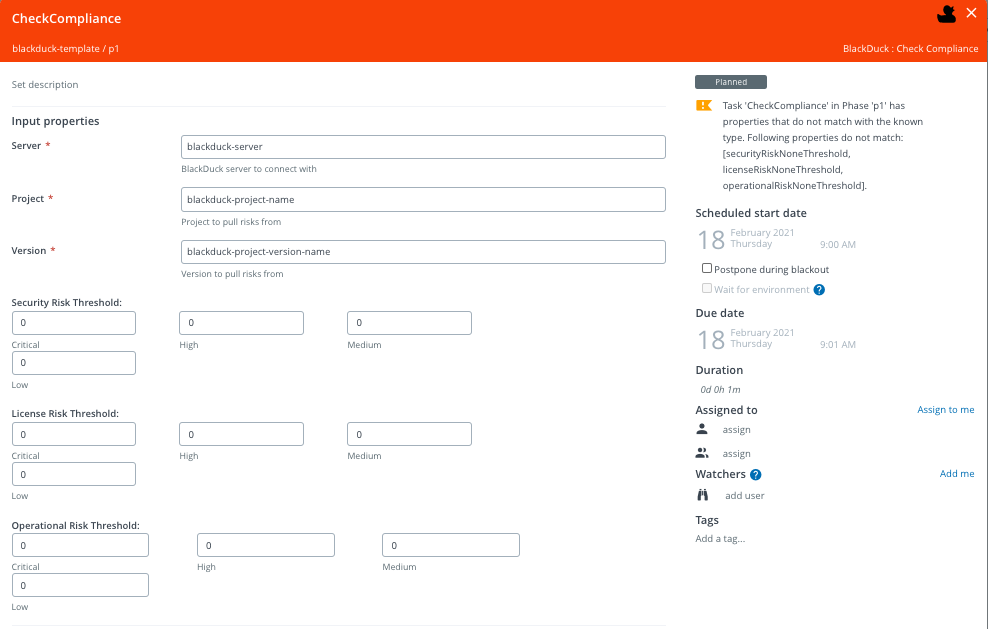 CheckCompliance
blackduck-template / p1
BlackDuck : Check Compliance
Set description
Input properties
Server *
blackduck-server
BlackDuck server to connect with
Project *
blackduck-project-name
Project to pull risks from
Version *
blackduck-project-version-name
Version to pull risks from
Security Risk Threshold:
0 0 0
Critical High Medium
0
Low
License Risk Threshold:
0 0 0
Critical High Medium
0
Low
Operational Risk Threshold:
0 0 0
Critical High Medium
0
Low
Planned
Task 'CheckCompliance' in Phase 'p1' has
properties that do not match with the known
type. Following properties do not match:
[securityRiskNoneThreshold,
licenseRiskNoneThreshold,
operationalRiskNoneThreshold].
Scheduled start date
18 February 2021
Thursday 9:00 AM
Postpone during blackout
Wait for environment ?
Due date
18 February 2021
Thursday 9:01 AM
Duration
0d 0h 1m
Assigned to Assign to me
assign
assign
Watchers ? Add me
add user
Tags
Add a tag...